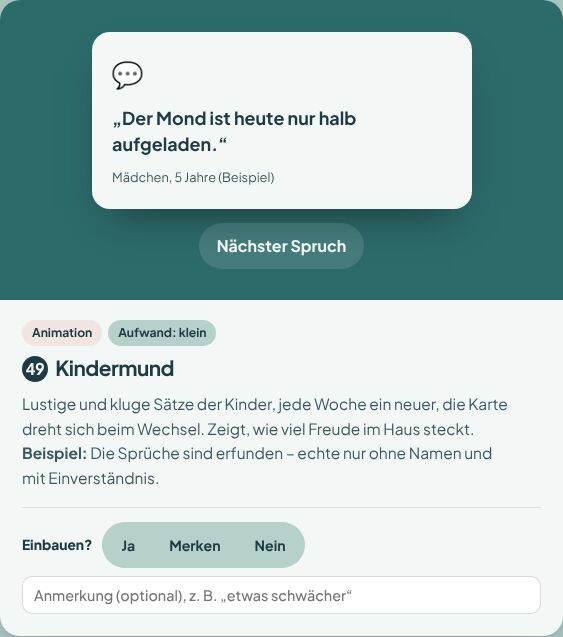 „Der Mond ist heute nur halb
aufgeladen.“
Mädchen, 5 Jahre (Beispiel)
Nächster Spruch
Animation
Aufwand: klein
49 Kindermund
Lustige und kluge Sätze der Kinder, jede Woche ein neuer, die Karte
dreht sich beim Wechsel. Zeigt, wie viel Freude im Haus steckt.
Beispiel: Die Sprüche sind erfunden – echte nur ohne Namen und
mit Einverständnis.
Einbauen? Ja Merken Nein
Anmerkung (optional), z. B. „etwas schwächer“